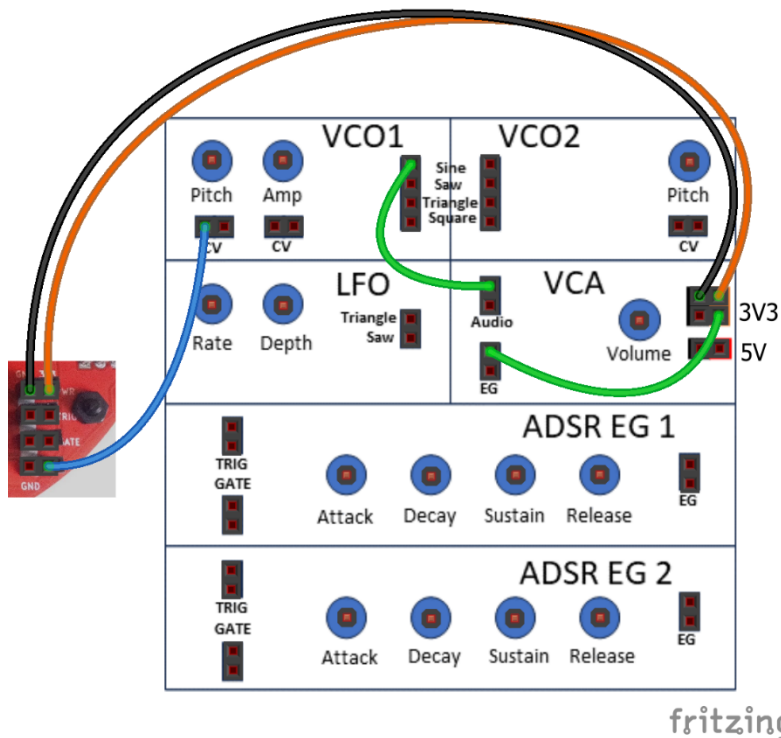 VCO1
VCO2
Pitch
Amp
Sine
Saw
Triangle
Square
Pitch
CV
CV
CV
LFO
VCA
Triangle
Saw
Audio
3V3
Rate
Depth
Volume
5V
EG
GND
TRIG
GATE
GND
ADSR EG 1
TRIG
GATE
Attack
Decay
Sustain
Release
EG
ADSR EG 2
TRIG
GATE
Attack
Decay
Sustain
Release
EG
fritzing